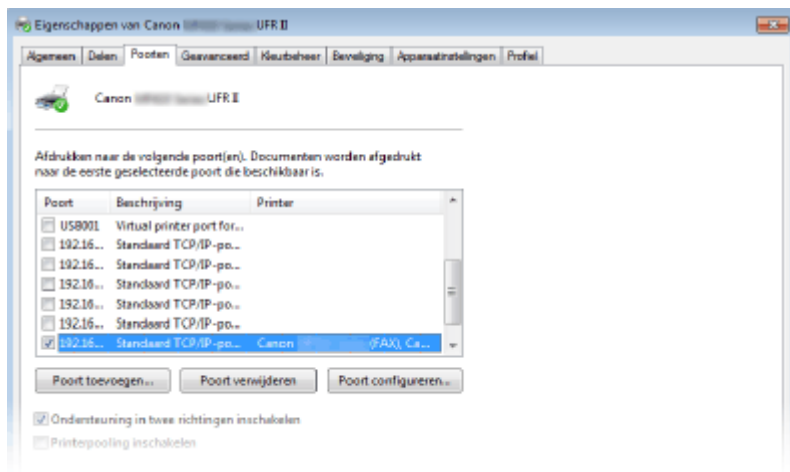 Eigenschappen van Canon UFR II
Algemeen Delen Poorten Geavanceerd Kleurbeheer Beveiliging Apparaatinstellingen Profiel
Canon UFR II
Afdrukken naar de volgende poort(en). Documenten worden afgedrukt
naar de eerste geselecteerde poort die beschikbaar is.
Poort Beschrijving Printer
USB001 Virtual printer port for...
192.16... Standaard TCP/IP-po...
192.16... Standaard TCP/IP-po...
192.16... Standaard TCP/IP-po...
192.16... Standaard TCP/IP-po...
192.16... Standaard TCP/IP-po...
192.16... Standaard TCP/IP-po... Canon (FAX), Ca...
Poort toevoegen... Poort verwijderen Poort configureren...
Ondersteuning in twee richtingen inschakelen
Printerpooling inschakelen